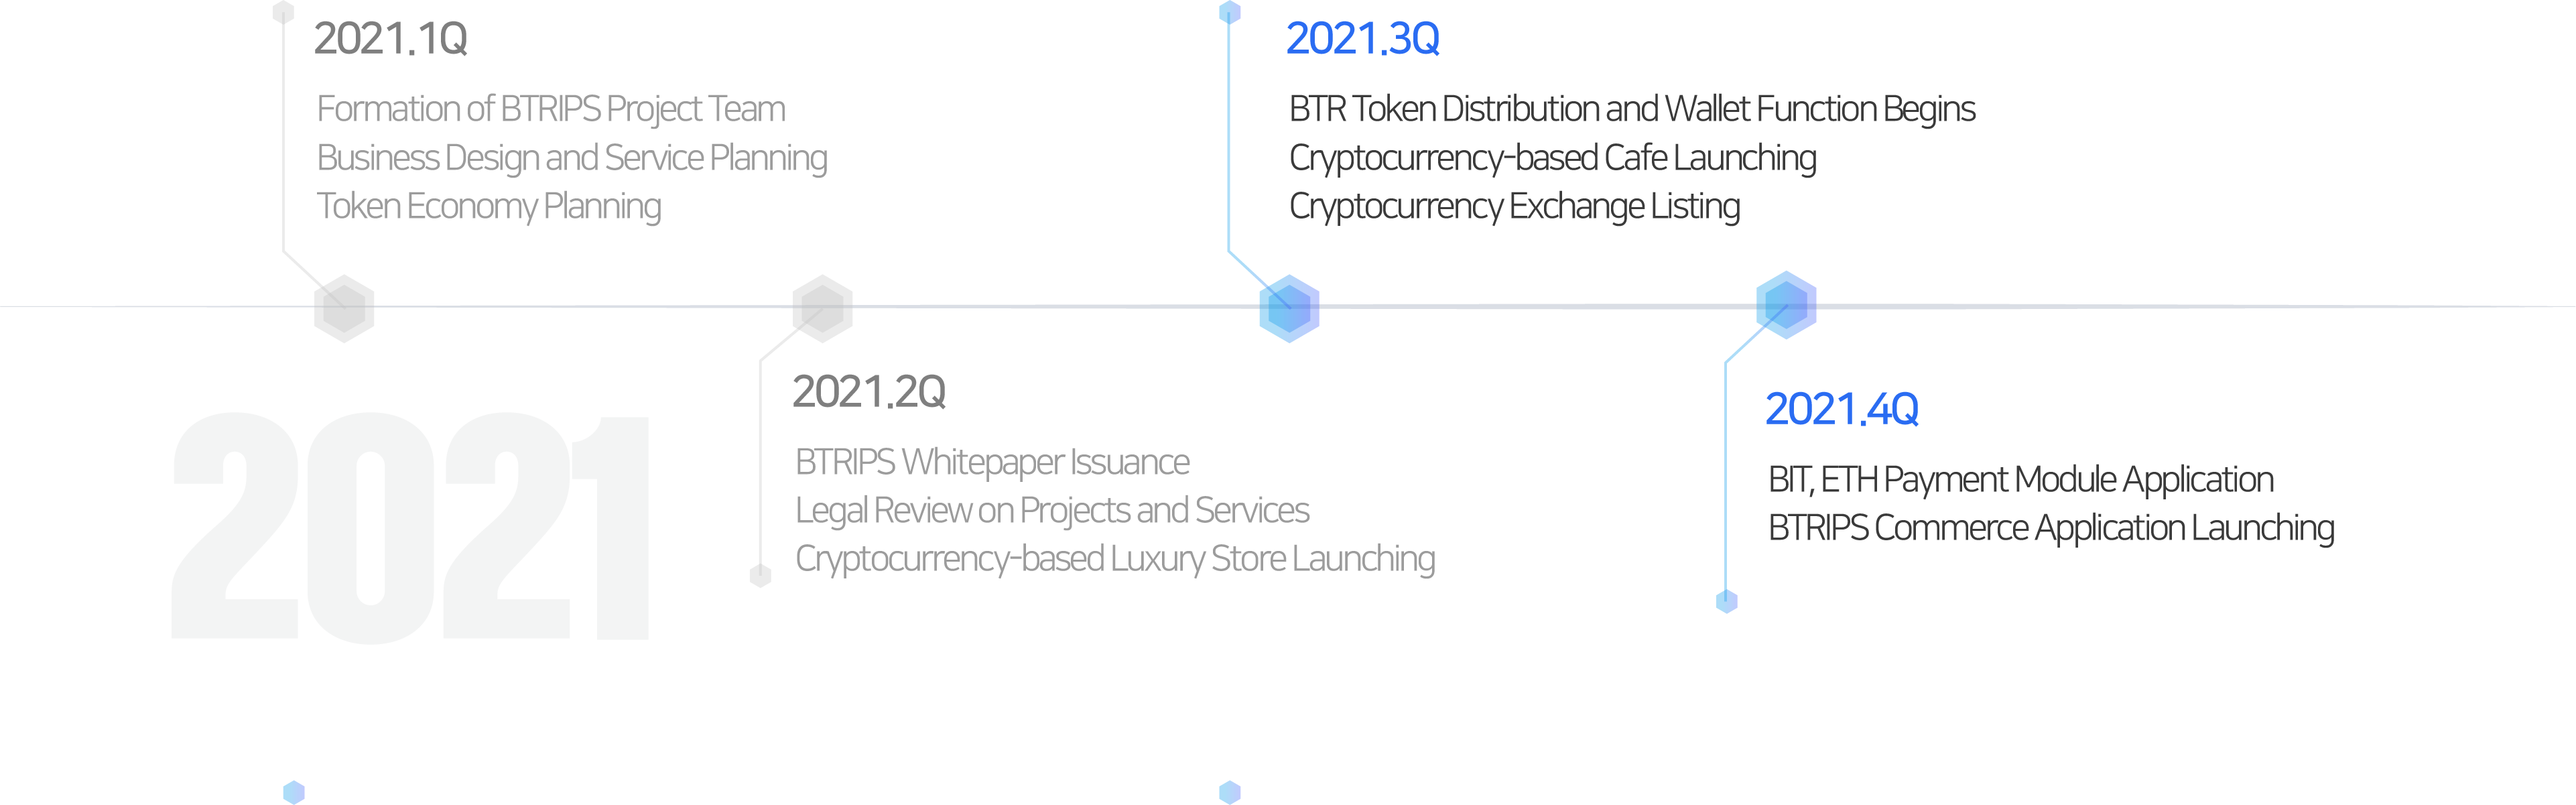 2021.1Q
Formation of BTRIPS Project Team
Business Design and Service Planning
Token Economy Planning
2021.3Q
BTR Token Distribution and Wallet Function Begins
Cryptocurrency-based Cafe Launching
Cryptocurrency Exchange Listing
2021
2021.2Q
BTRIPS Whitepaper Issuance
Legal Review on Projects and Services
Cryptocurrency-based Luxury Store Launching
2021.4Q
BIT, ETH Payment Module Application
BTRIPS Commerce Application Launching